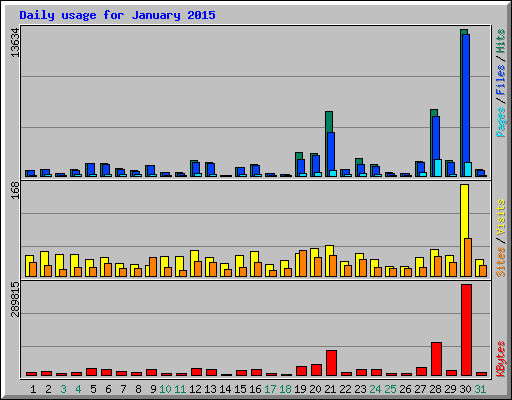 Daily usage for January 2015
13634
Pages / Files / Hits
168
Sites / Visits
289815
KBytes
1 2 3 4 5 6 7 8 9 10 11 12 13 14 15 16 17 18 19 20 21 22 23 24 25 26 27 28 29 30 31